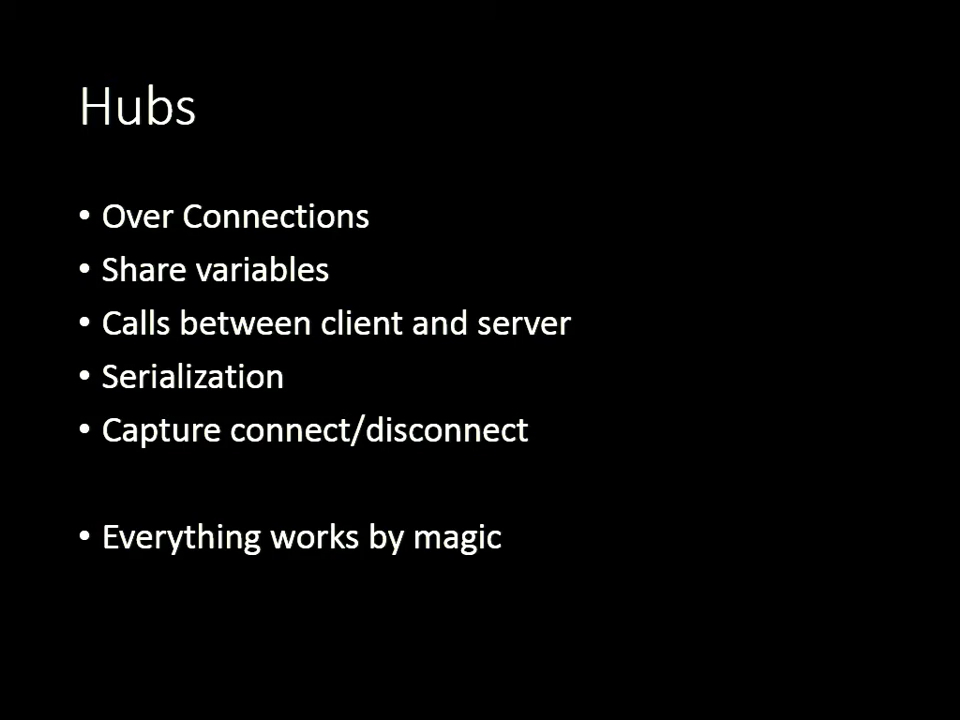 Hubs
• Over Connections
• Share variables
• Calls between client and server
• Serialization
• Capture connect/disconnect
• Everything works by magic